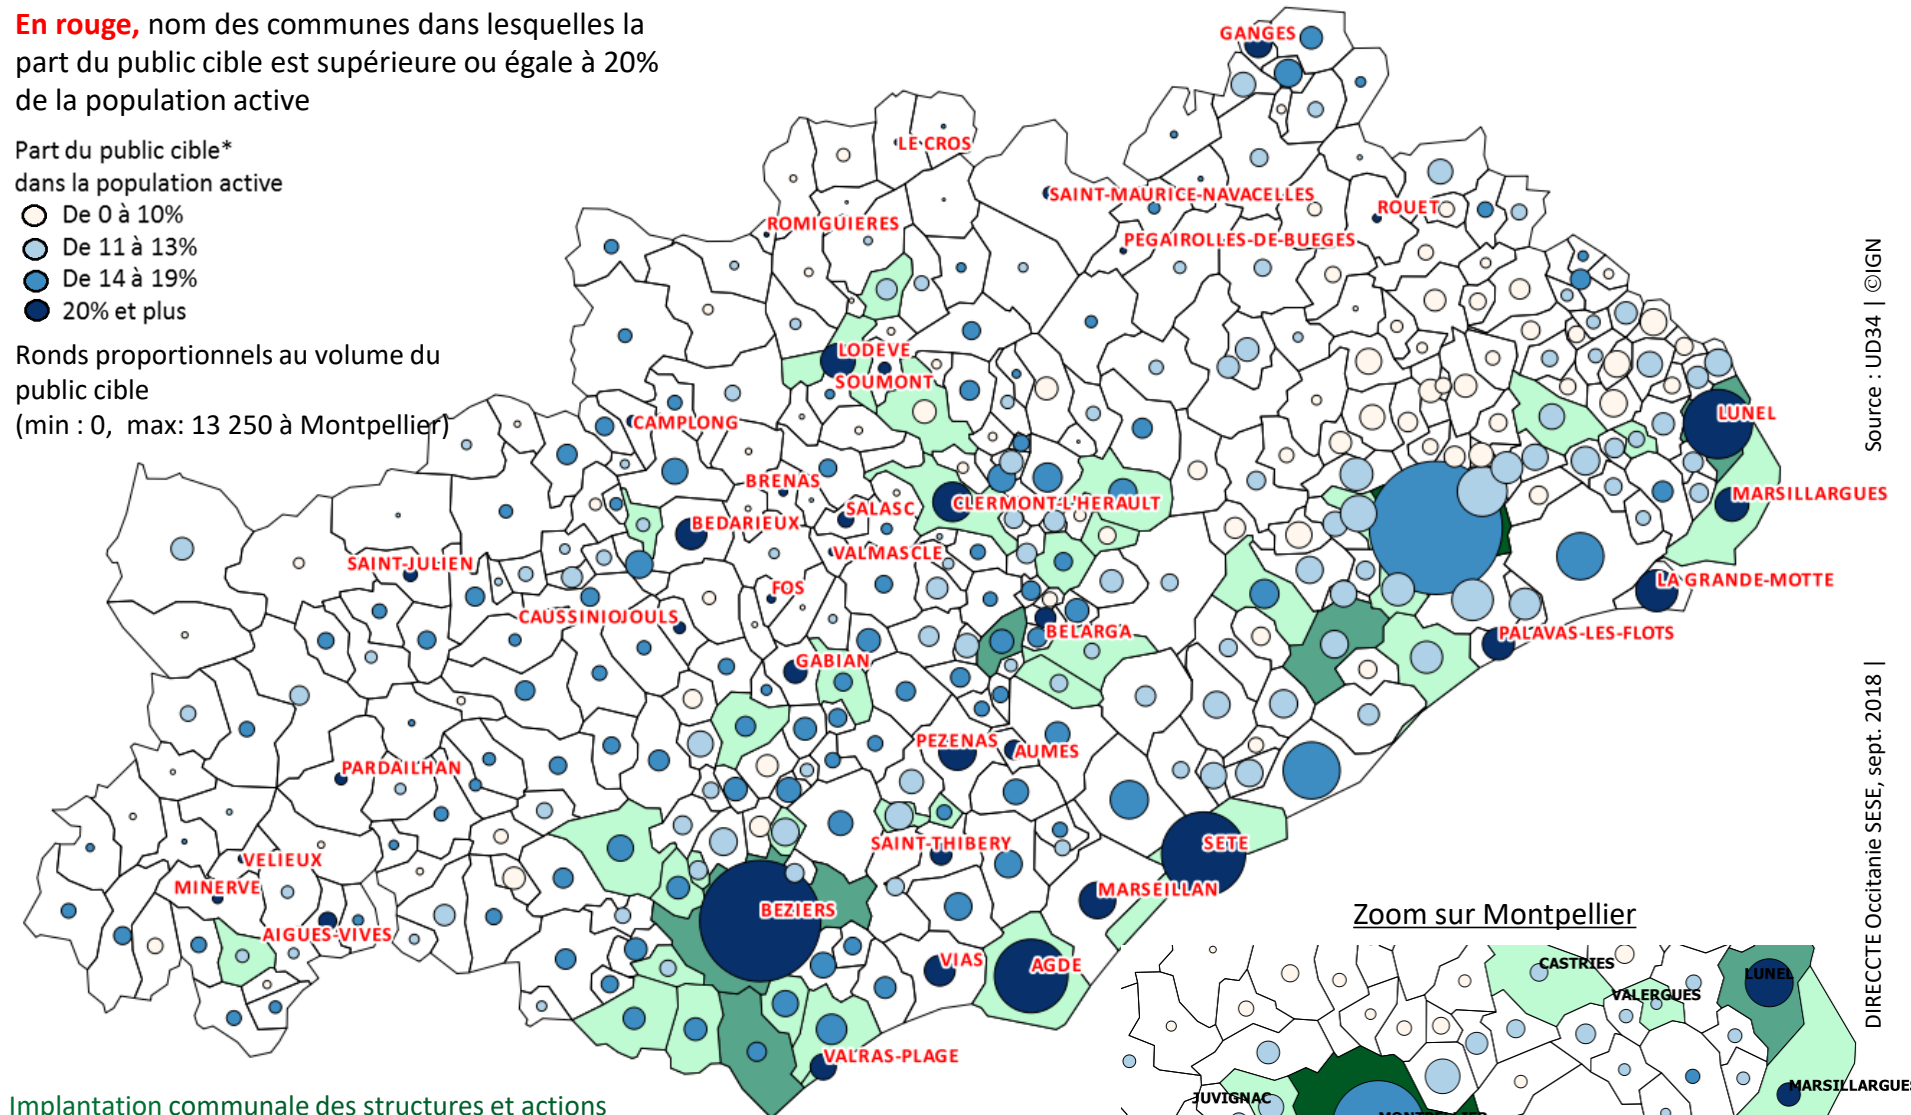 En rouge, nom des communes dans lesquelles la
part du public cible est supérieure ou égale à 20%
de la population active
Part du public cible*
dans la population active
De 0 à 10%
De 11 à 13%
De 14 à 19%
20% et plus
Ronds proportionnels au volume du
public cible
(min : 0, max: 13 250 à Montpellier)
GANGES
LE CROS
SAINT-MAURICE-NAVACELLES
ROUET
ROMIGUIERES
PEGAIROLLES-DE-BUEGES
LODEVE
SOUMONT
CAMPLONG
LUNEL
BRENAS
MARSILLARGUES
CLERMONT-L'HERAULT
SALASC
BEDARIEUX
VALMASCLE
SAINT-JULIEN
LA GRANDE-MOTTE
FOS
CAUSSINIOJOULS
BELARGA
PALAVAS-LES-FLOTS
GABIAN
PEZENAS
AUMES
PARDAILHAN
SAINT-THIBERY
SETE
VELIEUX
MINERVE
MARSEILLAN
BEZIERS
AIGUES-VIVES
VIAS
AGDE
VALRAS-PLAGE
Zoom sur Montpellier
CASTRIES
LUNEL
VALERGUES
MARSILLARGUES
JUVIGNAC
MONTPELLIER
Implantation communale des structures et actions
Source : UD34 | ©IGN
DIRECCTE Occitanie SESE, sept. 2018 |